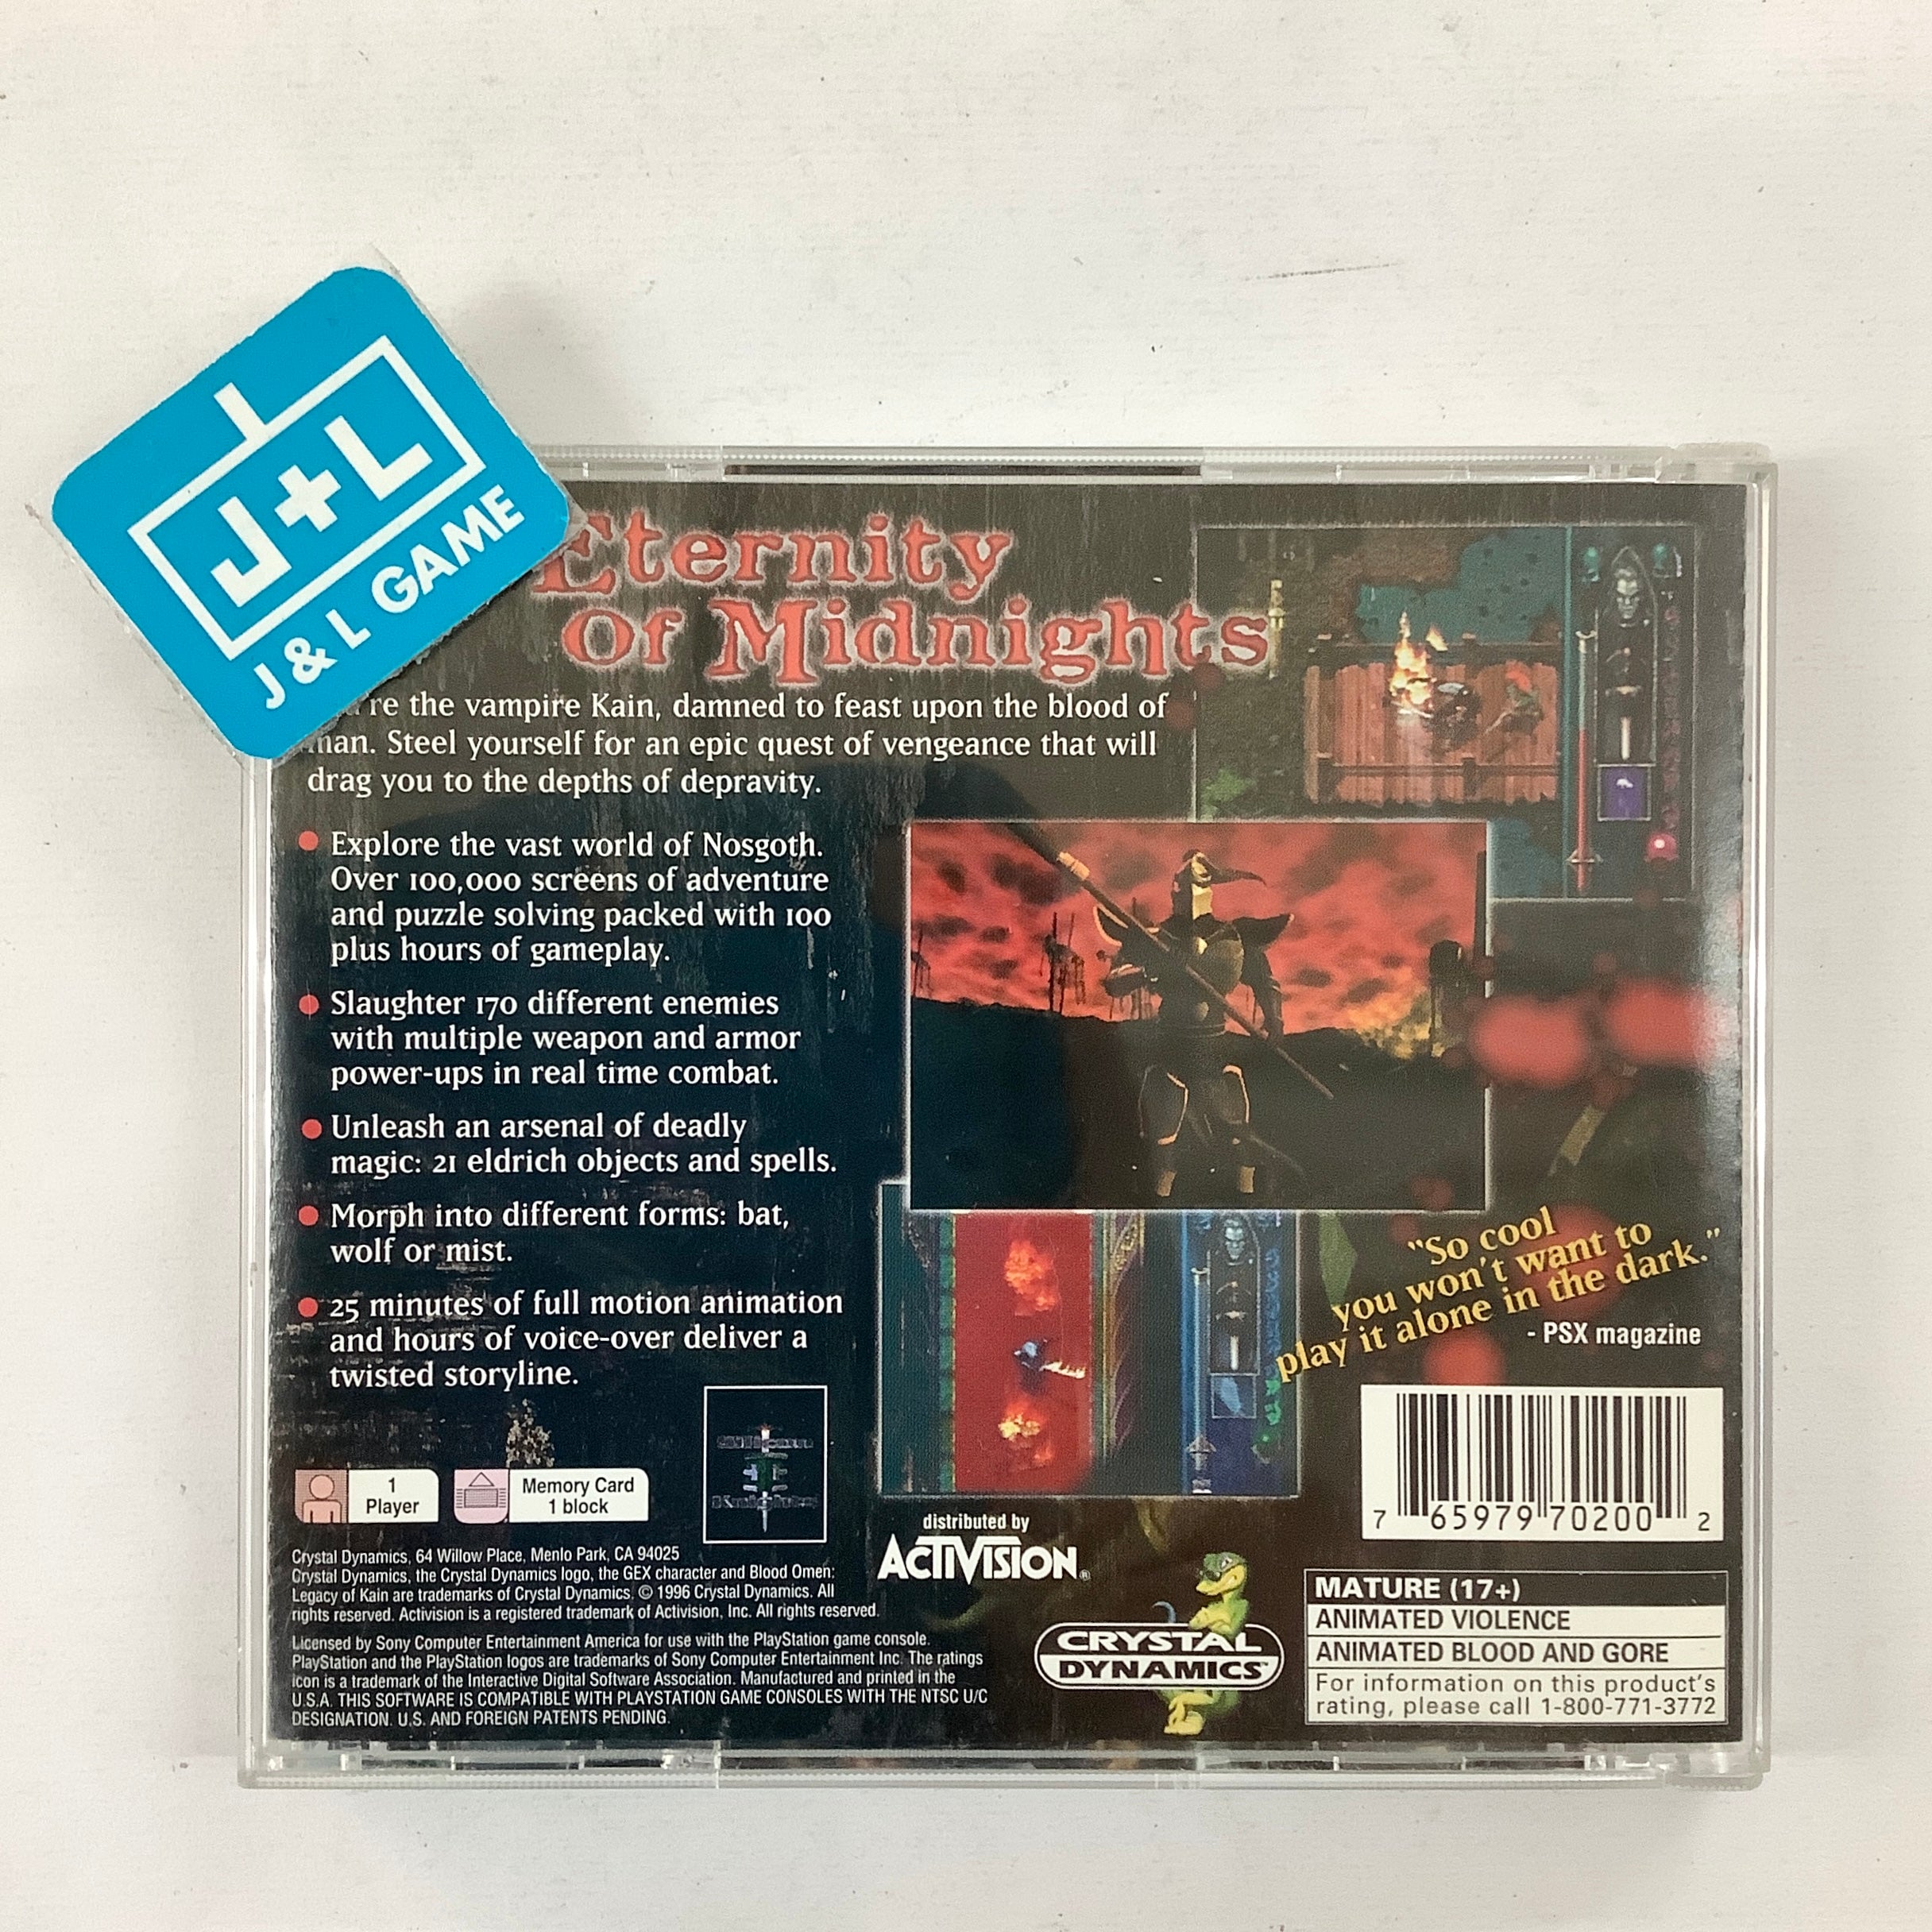 J+L
J & L GAME
Eternity
Of Midnights
're the vampire Kain, damned to feast upon the blood of
man. Steel yourself for an epic quest of vengeance that will
drag you to the depths of depravity.
Explore the vast world of Nosgoth.
Over 100,000 screens of adventure
and puzzle solving packed with 100
plus hours of gameplay.
Slaughter 170 different enemies
with multiple weapon and armor
power-ups in real time combat.
Unleash an arsenal of deadly
magic: 21 eldrich objects and spells.
Morph into different forms: bat,
wolf or mist.
25 minutes of full motion animation
and hours of voice-over deliver a
twisted storyline.
"So cool
you won't want to
play it alone in the dark."
- PSX magazine
1
Player
Memory Card
1 block
Silicon
Knights
distributed by
ACTIVISION®
7 65979 70200 2
Crystal Dynamics, 64 Willow Place, Menlo Park, CA 94025
Crystal Dynamics, the Crystal Dynamics logo, the GEX character and Blood Omen:
Legacy of Kain are trademarks of Crystal Dynamics. © 1996 Crystal Dynamics. All
rights reserved. Activision is a registered trademark of Activision, Inc. All rights reserved.
Licensed by Sony Computer Entertainment America for use with the PlayStation game console.
PlayStation and the PlayStation logos are trademarks of Sony Computer Entertainment Inc. The ratings
icon is a trademark of the Interactive Digital Software Association. Manufactured and printed in the
U.S.A. THIS SOFTWARE IS COMPATIBLE WITH PLAYSTATION GAME CONSOLES WITH THE NTSC U/C
DESIGNATION. U.S. AND FOREIGN PATENTS PENDING.
CRYSTAL
DYNAMICS™
MATURE (17+)
ANIMATED VIOLENCE
ANIMATED BLOOD AND GORE
For information on this product's
rating, please call 1-800-771-3772